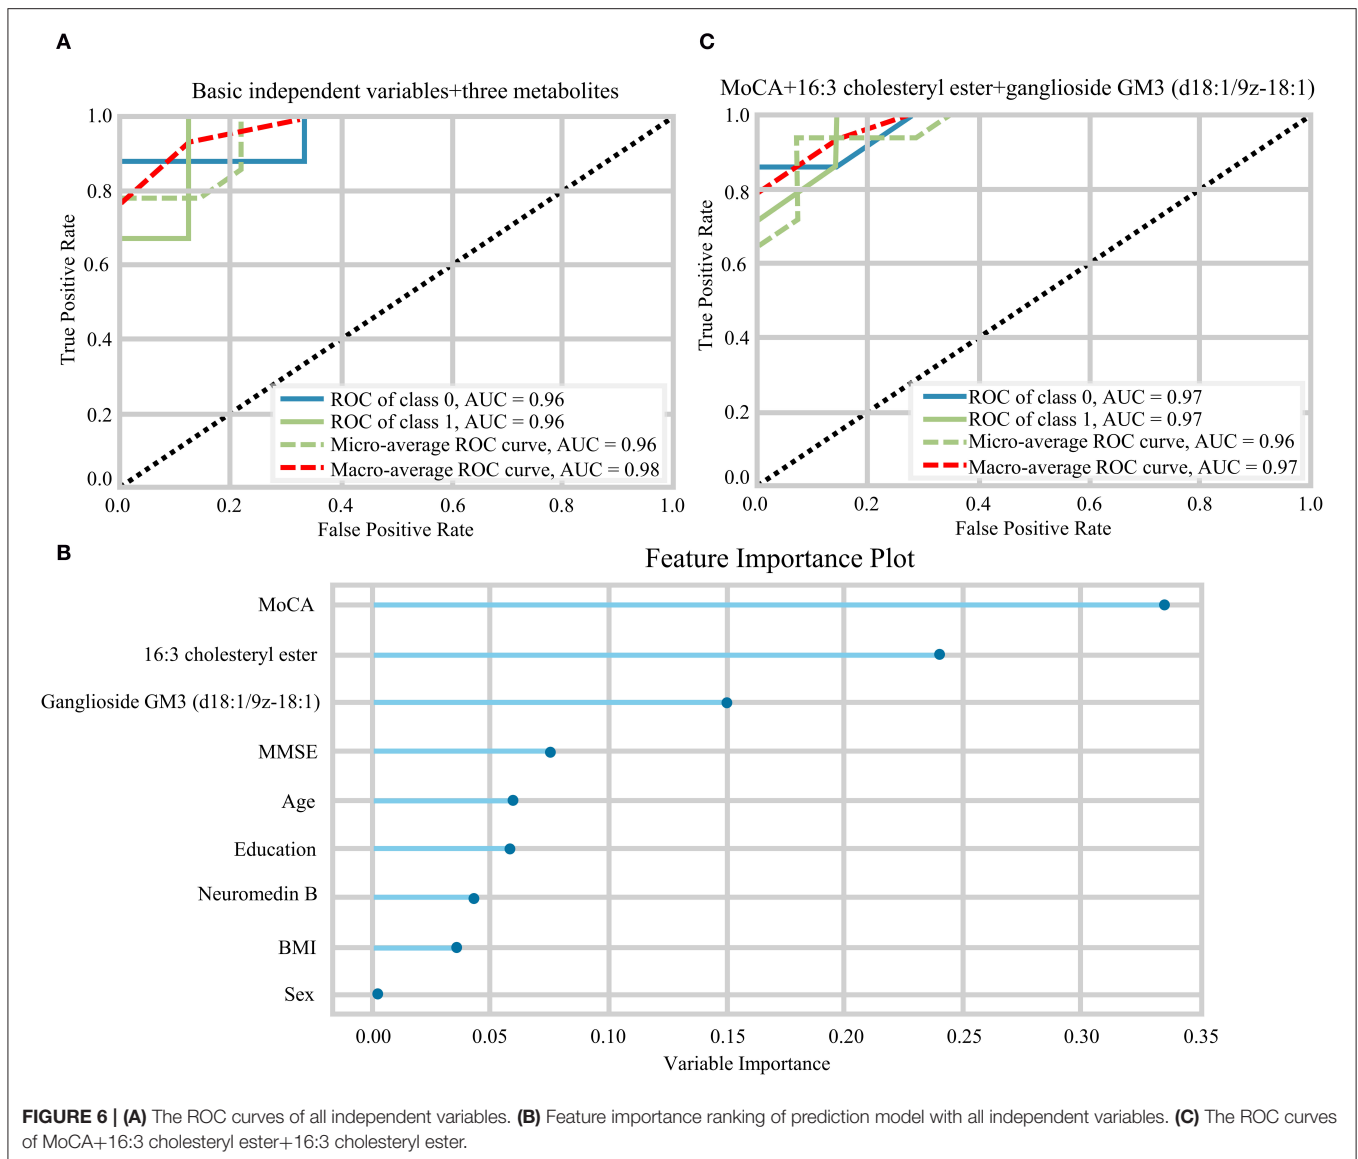 A
Basic independent variables+three metabolites
1.0
0.8
0.6
0.4
0.2
0.0
True Positive Rate
ROC of class 0, AUC = 0.96
ROC of class 1, AUC = 0.96
Micro-average ROC curve, AUC = 0.96
Macro-average ROC curve, AUC = 0.98
0.0 0.2 0.4 0.6 0.8 1.0
False Positive Rate
C
MoCA+16:3 cholesteryl ester+ganglioside GM3 (d18:1/9z-18:1)
1.0
0.8
0.6
0.4
0.2
0.0
True Positive Rate
ROC of class 0, AUC = 0.97
ROC of class 1, AUC = 0.97
Micro-average ROC curve, AUC = 0.96
Macro-average ROC curve, AUC = 0.97
0.0 0.2 0.4 0.6 0.8 1.0
False Positive Rate
B
Feature Importance Plot
MoCA
16:3 cholesteryl ester
Ganglioside GM3 (d18:1/9z-18:1)
MMSE
Age
Education
Neuromedin B
BMI
Sex
0.00 0.05 0.10 0.15 0.20 0.25 0.30 0.35
Variable Importance
FIGURE 6 | (A) The ROC curves of all independent variables. (B) Feature importance ranking of prediction model with all independent variables. (C) The ROC curves
of MoCA+16:3 cholesteryl ester+16:3 cholesteryl ester.